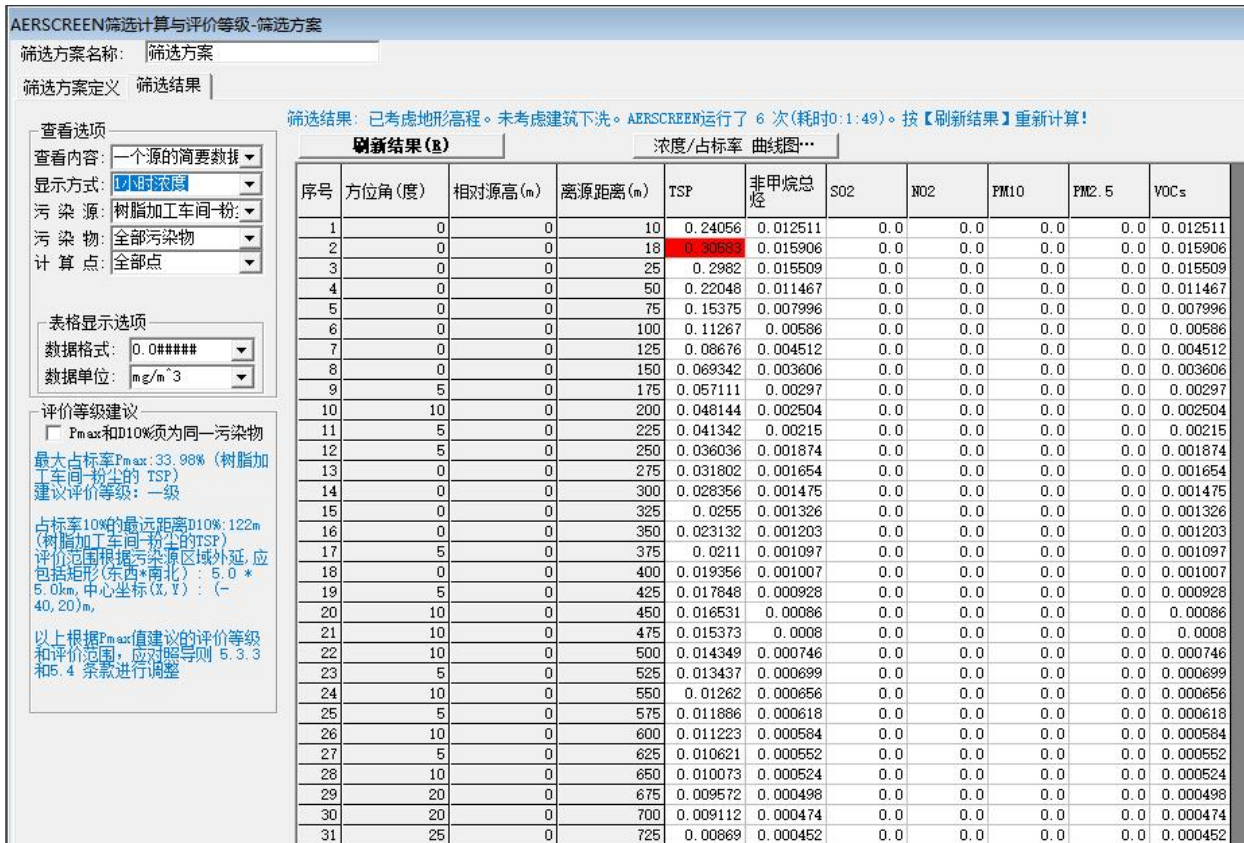 AERSCREEN筛选计算与评价等级-筛选方案
筛选方案名称: 筛选方案
筛选方案定义 筛选结果
筛选结果: 已考虑地形高程。未考虑建筑下洗。AERSCREEN运行了 6 次(耗时0:1:49)。按【刷新结果】重新计算!
刷新结果(R) 浓度/占标率 曲线图…
查看选项
查看内容: 一个源的简要数据
显示方式: 1小时浓度
污 染 源: 树脂加工车间-粉
污 染 物: 全部污染物
计 算 点: 全部点
表格显示选项
数据格式: 0.0#####
数据单位: mg/m^3
评价等级建议
Pmax和D10%须为同一污染物
最大占标率Pmax:33.98% (树脂加
工车间-粉尘的 TSP)
建议评价等级: 一级
占标率10%的最远距离D10%:122m
(树脂加工车间-粉尘的TSP)
评价范围根据污染源区域外延,应
包括矩形(东西*南北) : 5.0 *
5.0km,中心坐标(X,Y) : (-
40,20)m,
以上根据Pmax值建议的评价等级
和评价范围, 应对照导则 5.3.3
和5.4 条款进行调整
序号 方位角(度) 相对源高(m) 离源距离(m) TSP 非甲烷总烃 SO2 NO2 PM10 PM2.5 VOCs
1 0 0 10 0.24056 0.012511 0.0 0.0 0.0 0.0 0.012511
2 0 0 18 0.30583 0.015906 0.0 0.0 0.0 0.0 0.015906
3 0 0 25 0.2982 0.015509 0.0 0.0 0.0 0.0 0.015509
4 0 0 50 0.22048 0.011467 0.0 0.0 0.0 0.0 0.011467
5 0 0 75 0.15375 0.007996 0.0 0.0 0.0 0.0 0.007996
6 0 0 100 0.11267 0.00586 0.0 0.0 0.0 0.0 0.00586
7 0 0 125 0.08676 0.004512 0.0 0.0 0.0 0.0 0.004512
8 0 0 150 0.069342 0.003606 0.0 0.0 0.0 0.0 0.003606
9 5 0 175 0.057111 0.00297 0.0 0.0 0.0 0.0 0.00297
10 10 0 200 0.048144 0.002504 0.0 0.0 0.0 0.0 0.002504
11 5 0 225 0.041342 0.00215 0.0 0.0 0.0 0.0 0.00215
12 5 0 250 0.036036 0.001874 0.0 0.0 0.0 0.0 0.001874
13 0 0 275 0.031802 0.001654 0.0 0.0 0.0 0.0 0.001654
14 0 0 300 0.028356 0.001475 0.0 0.0 0.0 0.0 0.001475
15 0 0 325 0.0255 0.001326 0.0 0.0 0.0 0.0 0.001326
16 0 0 350 0.023132 0.001203 0.0 0.0 0.0 0.0 0.001203
17 5 0 375 0.0211 0.001097 0.0 0.0 0.0 0.0 0.001097
18 0 0 400 0.019356 0.001007 0.0 0.0 0.0 0.0 0.001007
19 5 0 425 0.017848 0.000928 0.0 0.0 0.0 0.0 0.000928
20 10 0 450 0.016531 0.00086 0.0 0.0 0.0 0.0 0.00086
21 10 0 475 0.015373 0.0008 0.0 0.0 0.0 0.0 0.0008
22 10 0 500 0.014349 0.000746 0.0 0.0 0.0 0.0 0.000746
23 5 0 525 0.013437 0.000699 0.0 0.0 0.0 0.0 0.000699
24 10 0 550 0.01262 0.000656 0.0 0.0 0.0 0.0 0.000656
25 5 0 575 0.011886 0.000618 0.0 0.0 0.0 0.0 0.000618
26 10 0 600 0.011223 0.000584 0.0 0.0 0.0 0.0 0.000584
27 5 0 625 0.010621 0.000552 0.0 0.0 0.0 0.0 0.000552
28 10 0 650 0.010073 0.000524 0.0 0.0 0.0 0.0 0.000524
29 20 0 675 0.009572 0.000498 0.0 0.0 0.0 0.0 0.000498
30 20 0 700 0.009112 0.000474 0.0 0.0 0.0 0.0 0.000474
31 25 0 725 0.00869 0.000452 0.0 0.0 0.0 0.0 0.000452